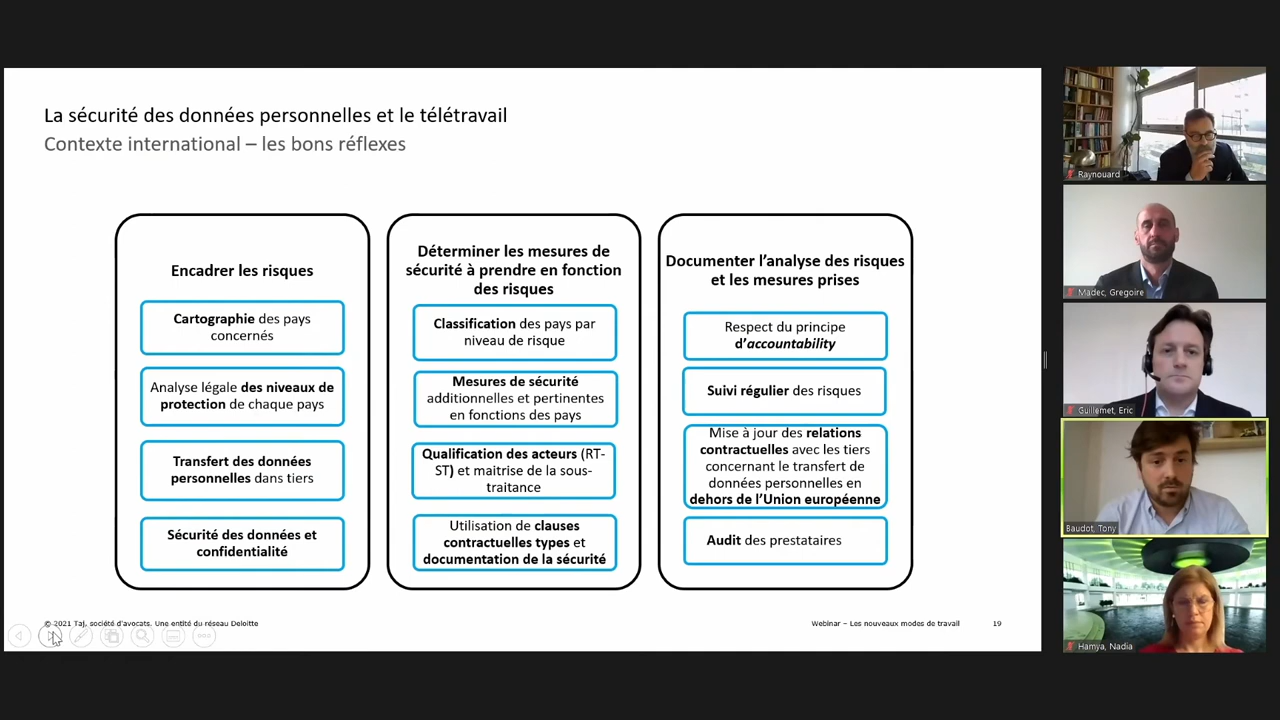 La sécurité des données personnelles et le télétravail
Contexte international – les bons réflexes
Encadrer les risques
Cartographie des pays
concernés
Analyse légale des niveaux de
protection de chaque pays
Transfert des données
personnelles dans tiers
Sécurité des données et
confidentialité
Déterminer les mesures de
sécurité à prendre en fonction
des risques
Classification des pays par
niveau de risque
Mesures de sécurité
additionnelles et pertinentes
en fonctions des pays
Qualification des acteurs (RT-
ST) et maitrise de la sous-
traitance
Utilisation de clauses
contractuelles types et
documentation de la sécurité
Documenter l’analyse des risques
et les mesures prises
Respect du principe
d’accountability
Suivi régulier des risques
Mise à jour des relations
contractuelles avec les tiers
concernant le transfert de
données personnelles en
dehors de l’Union européenne
Audit des prestataires
© 2021 Taj, société d'avocats. Une entité du réseau Deloitte
Webinar – Les nouveaux modes de travail
19
Raynouard
Madec, Gregoire
Guillemet, Eric
Baudot, Tony
Hamya, Nadia